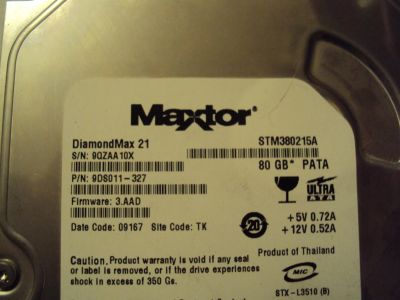 Maxtor
DiamondMax 21
STM380215A
S/N: 9QZAA10X
80 GB* PATA
P/N: 9DS011-327
Firmware: 3.AAD
ULTRA
ATA
Date Code: 09167 Site Code: TK
20
+5V 0.72A
+12V 0.52A
Product of Thailand
Caution. Product warranty is void if any seal
or label is removed, or if the drive experiences
shock in excess of 350 Gs.
MIC
STX - L3510 (B)